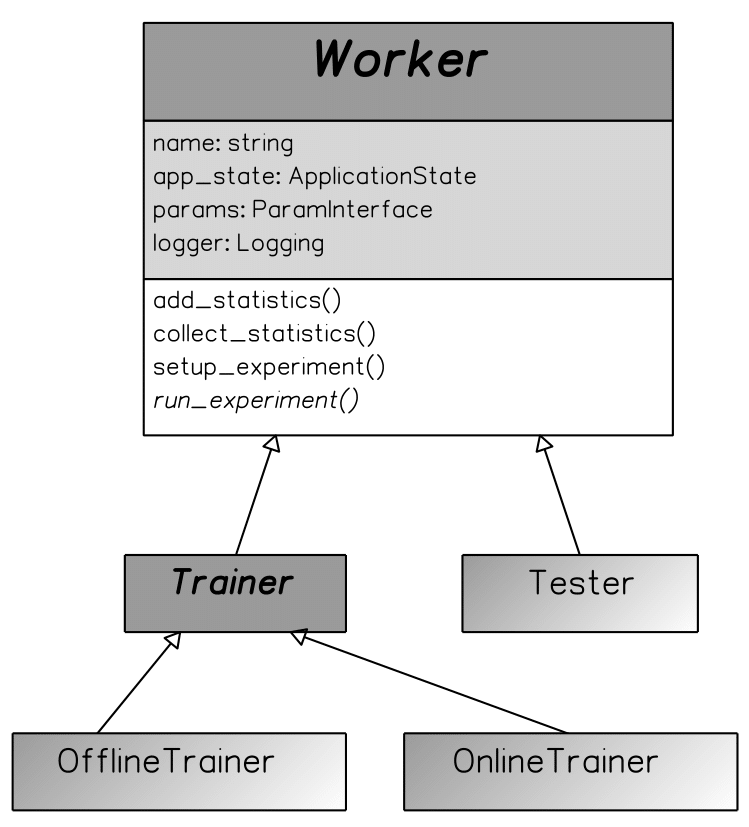 Worker
name: string
app_state: ApplicationState
params: ParamInterface
logger: Logging
add_statistics()
collect_statistics()
setup_experiment()
run_experiment()
Trainer
Tester
OfflineTrainer
OnlineTrainer